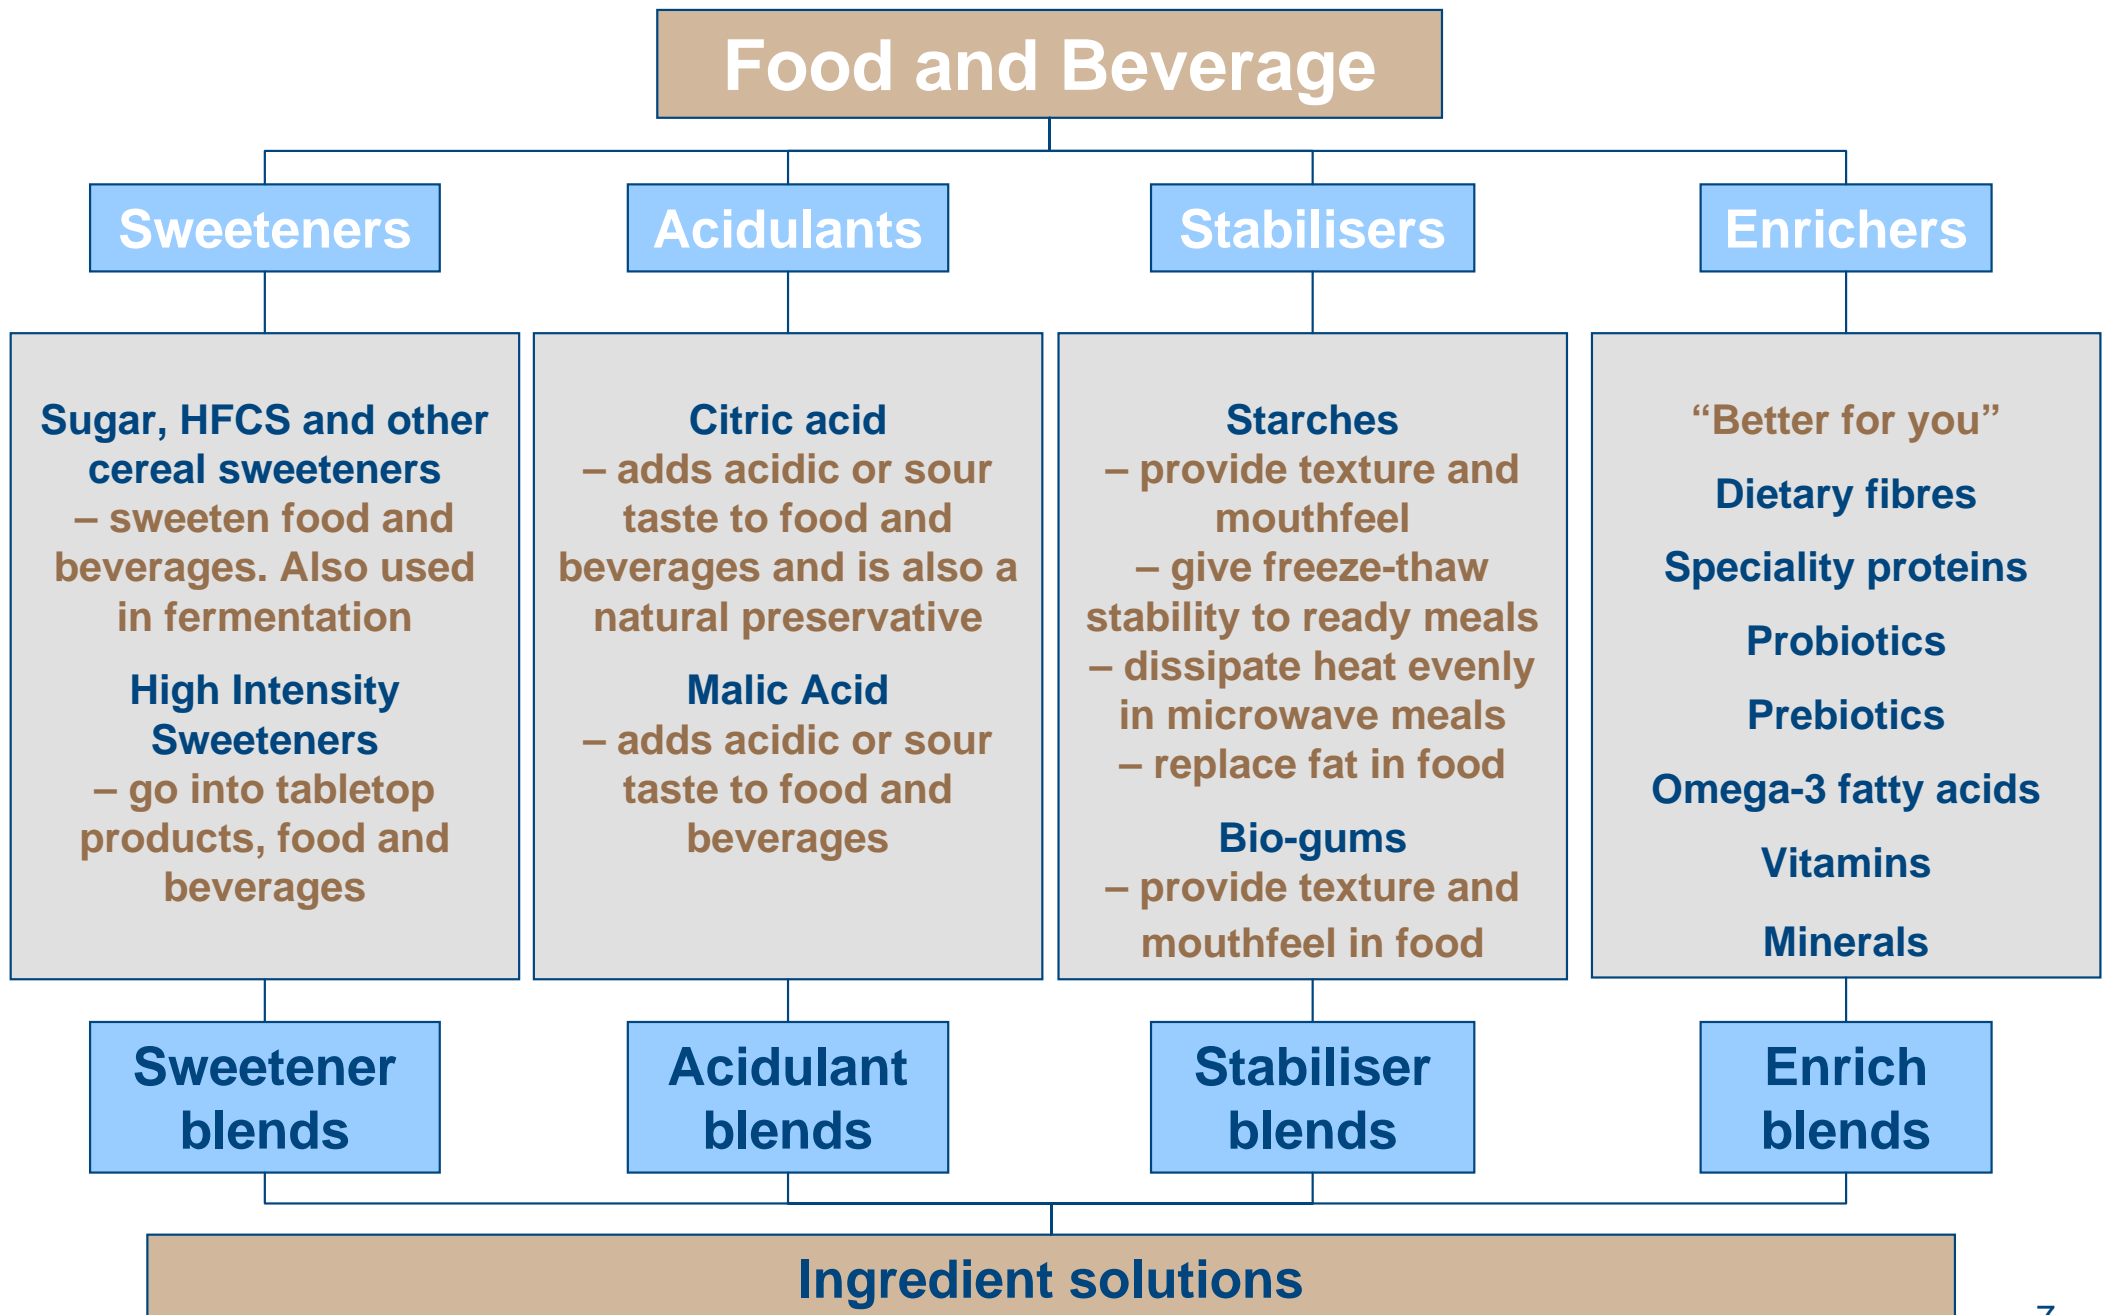 Food and Beverage
Sweeteners
Acidulants
Stabilisers
Enrichers
Sugar, HFCS and other
cereal sweeteners
– sweeten food and
beverages. Also used
in fermentation
High Intensity
Sweeteners
– go into tabletop
products, food and
beverages
Citric acid
– adds acidic or sour
taste to food and
beverages and is also a
natural preservative
Malic Acid
– adds acidic or sour
taste to food and
beverages
Starches
– provide texture and
mouthfeel
– give freeze-thaw
stability to ready meals
– dissipate heat evenly
in microwave meals
– replace fat in food
Bio-gums
– provide texture and
mouthfeel in food
“Better for you”
Dietary fibres
Speciality proteins
Probiotics
Prebiotics
Omega-3 fatty acids
Vitamins
Minerals
Sweetener
blends
Acidulant
blends
Stabiliser
blends
Enrich
blends
Ingredient solutions